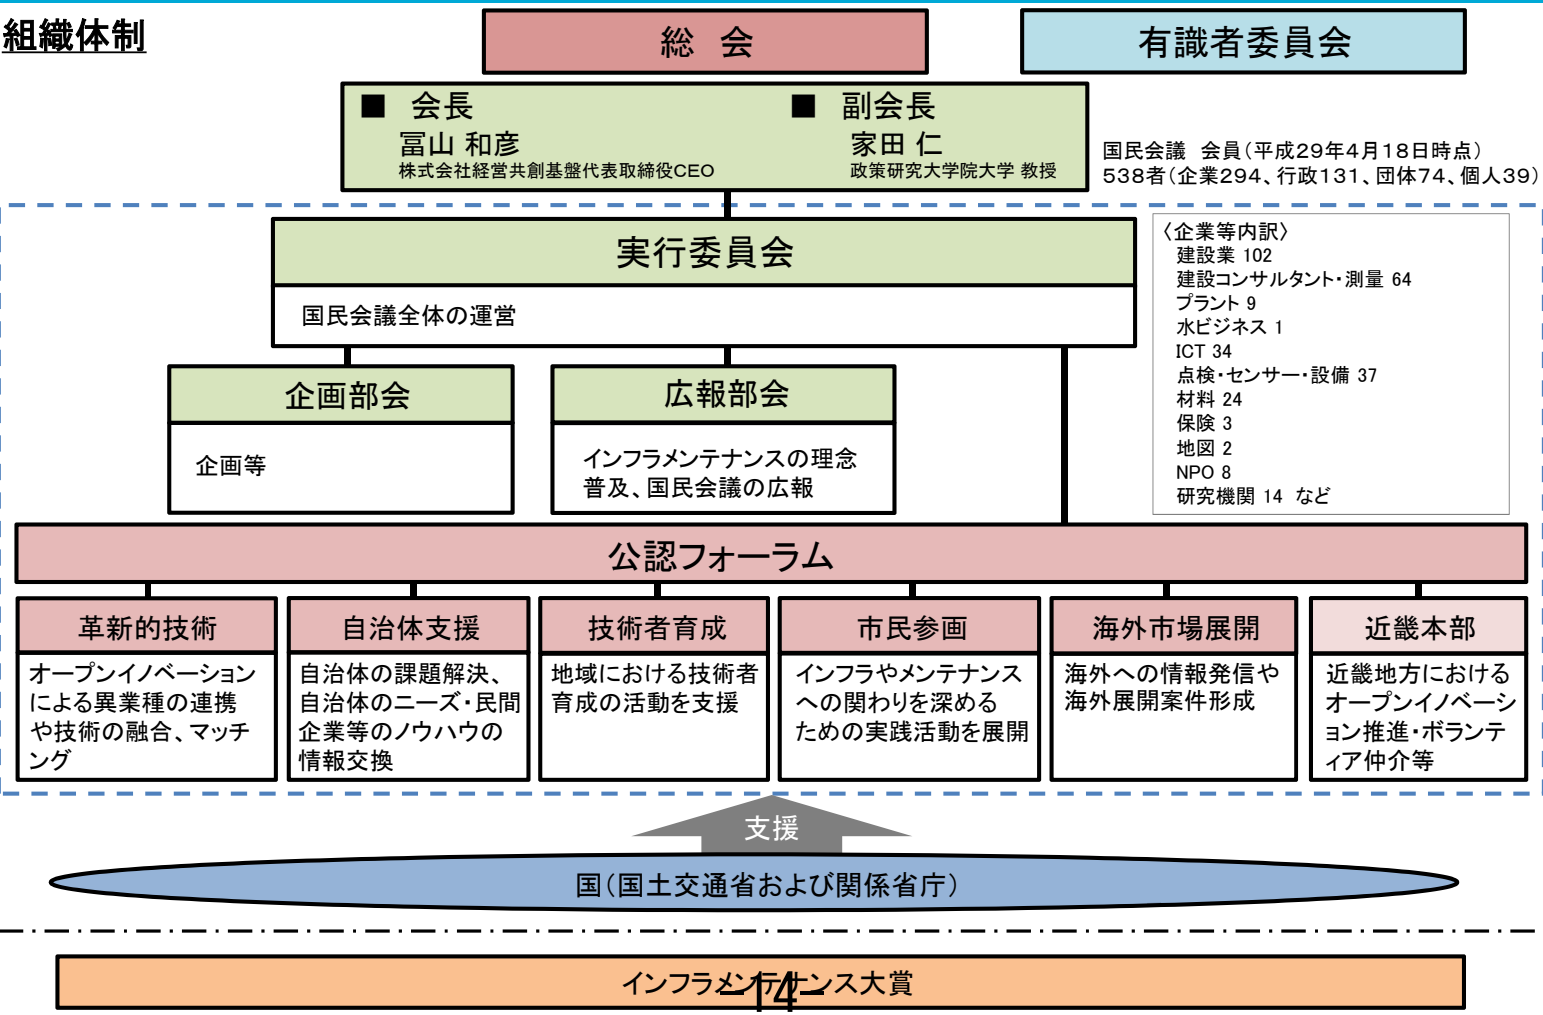 組織体制
総 会
有識者委員会
■ 会長
冨山 和彦
株式会社経営共創基盤代表取締役CEO
■ 副会長
家田 仁
政策研究大学院大学 教授
国民会議 会員(平成29年4月18日時点)
538者(企業294、行政131、団体74、個人39)
実行委員会
国民会議全体の運営
〈企業等内訳〉
建設業 102
建設コンサルタント・測量 64
プラント 9
水ビジネス 1
ICT 34
点検・センサー・設備 37
材料 24
保険 3
地図 2
NPO 8
研究機関 14 など
企画部会
企画等
広報部会
インフラメンテナンスの理念
普及、国民会議の広報
公認フォーラム
革新的技術
オープンイノベーション
による異業種の連携
や技術の融合、マッチ
ング
自治体支援
自治体の課題解決、
自治体のニーズ・民間
企業等のノウハウの
情報交換
技術者育成
地域における技術者
育成の活動を支援
市民参画
インフラやメンテナンス
への関わりを深める
ための実践活動を展開
海外市場展開
海外への情報発信や
海外展開案件形成
近畿本部
近畿地方における
オープンイノベーシ
ョン推進・ボランテ
ィア仲介等
支援
国(国土交通省および関係省庁)
インフラメンテナンス大賞
-14-